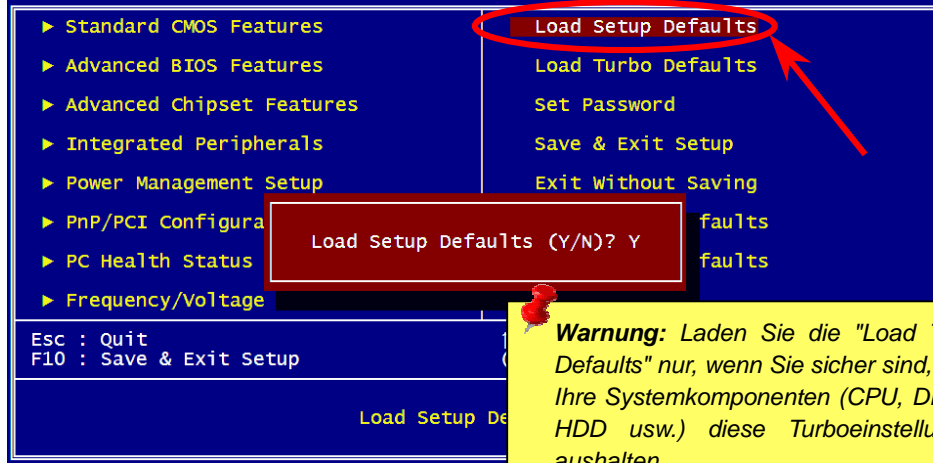 ► Standard CMOS Features
► Advanced BIOS Features
► Advanced Chipset Features
► Integrated Peripherals
► Power Management Setup
► PnP/PCI Configura
► PC Health Status
► Frequency/Voltage
Load Setup Defaults
Load Turbo Defaults
Set Password
Save & Exit Setup
Exit Without Saving
faults
faults
Load Setup Defaults (Y/N)? Y
Esc : Quit
F10 : Save & Exit Setup
Load Setup De
Warnung: Laden Sie die "Load
Defaults" nur, wenn Sie sicher sind,
Ihre Systemkomponenten (CPU,
HDD usw.) diese Turboeinstellu
aushalten